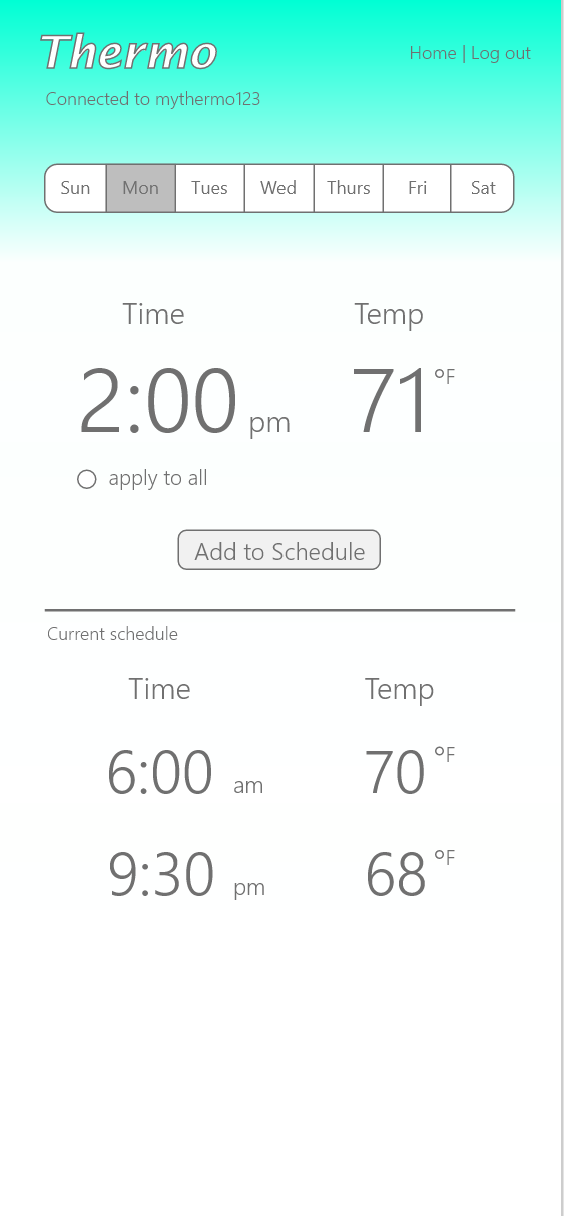 Thermo
Home | Log out
Connected to mythermo123
Sun Mon Tues Wed Thurs Fri Sat
Time Temp
2:00 pm 71 °F
apply to all
Add to Schedule
Current schedule
Time Temp
6:00 am 70 °F
9:30 pm 68 °F